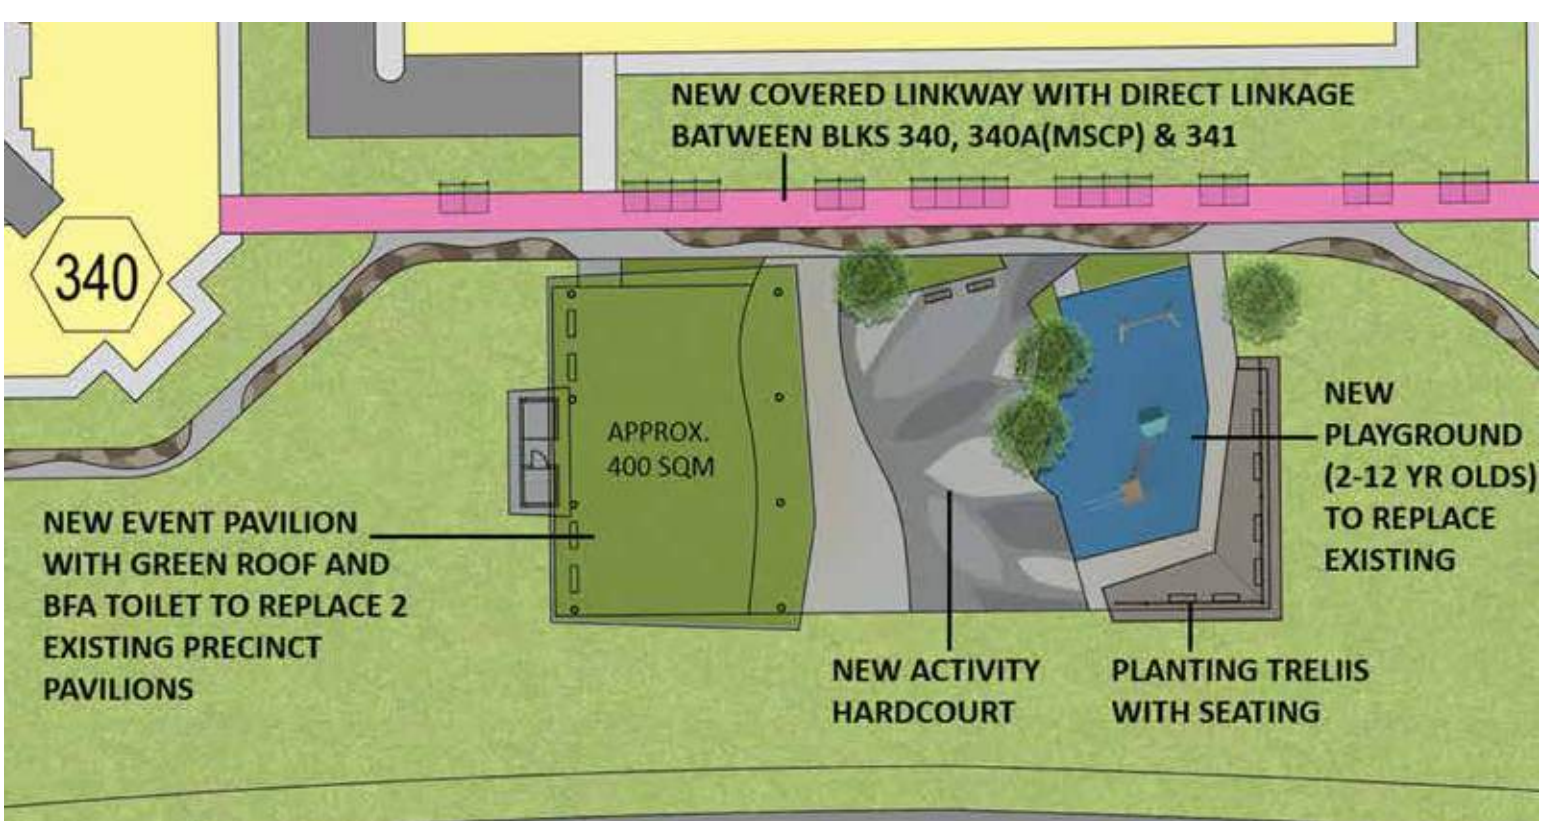 NEW COVERED LINKWAY WITH DIRECT LINKAGE
BATWEEN BLKS 340, 340A(MSCP) & 341
340
APPROX.
400 SQM
NEW
PLAYGROUND
(2-12 YR OLDS)
TO REPLACE
EXISTING
NEW EVENT PAVILION
WITH GREEN ROOF AND
BFA TOILET TO REPLACE 2
EXISTING PRECINCT
PAVILIONS
NEW ACTIVITY
HARDCOURT
PLANTING TRELIIS
WITH SEATING